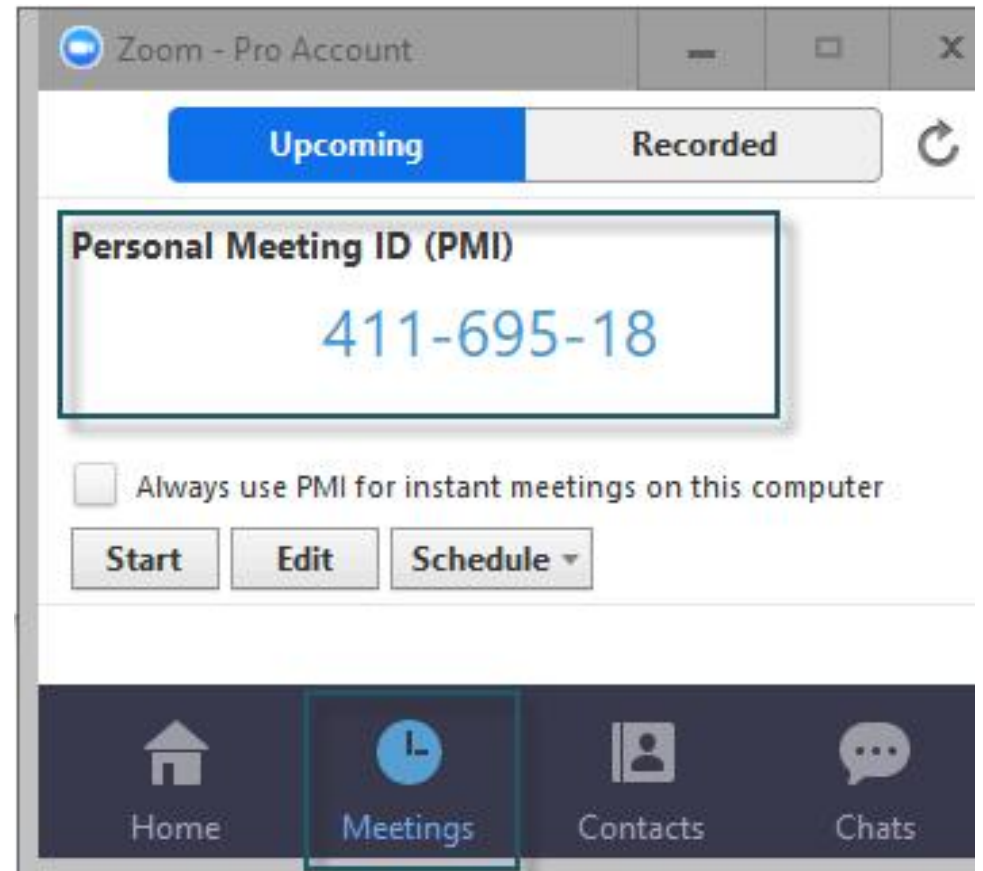 Zoom - Pro Account
Upcoming Recorded
Personal Meeting ID (PMI)
411-695-18
Always use PMI for instant meetings on this computer
Start Edit Schedule
Home Meetings Contacts Chats